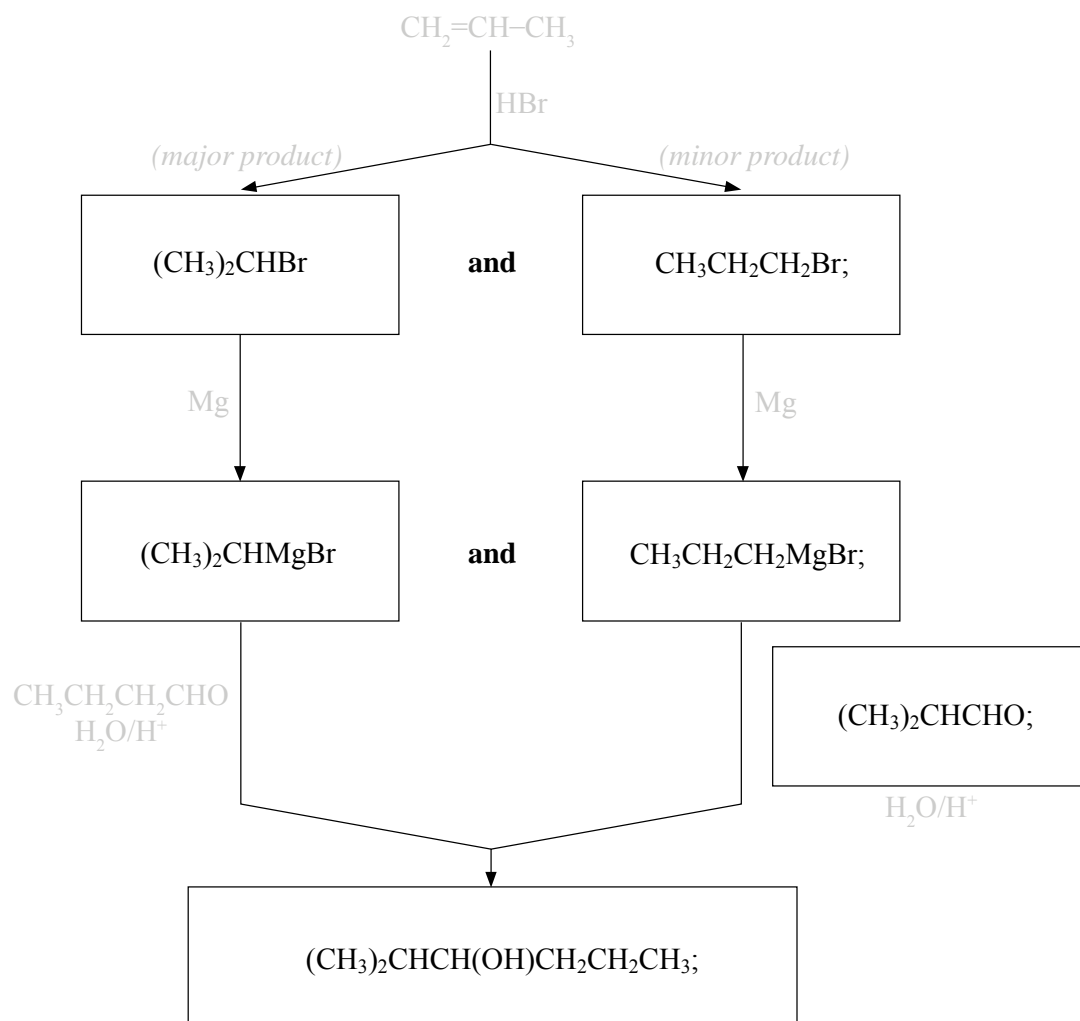 CH₂=CH–CH₃
HBr
(major product) (minor product)
(CH₃)₂CHBr and CH₃CH₂CH₂Br;
Mg Mg
(CH₃)₂CHMgBr and CH₃CH₂CH₂MgBr;
CH₃CH₂CH₂CHO
H₂O/H⁺
(CH₃)₂CHCHO;
H₂O/H⁺
(CH₃)₂CHCH(OH)CH₂CH₂CH₃;